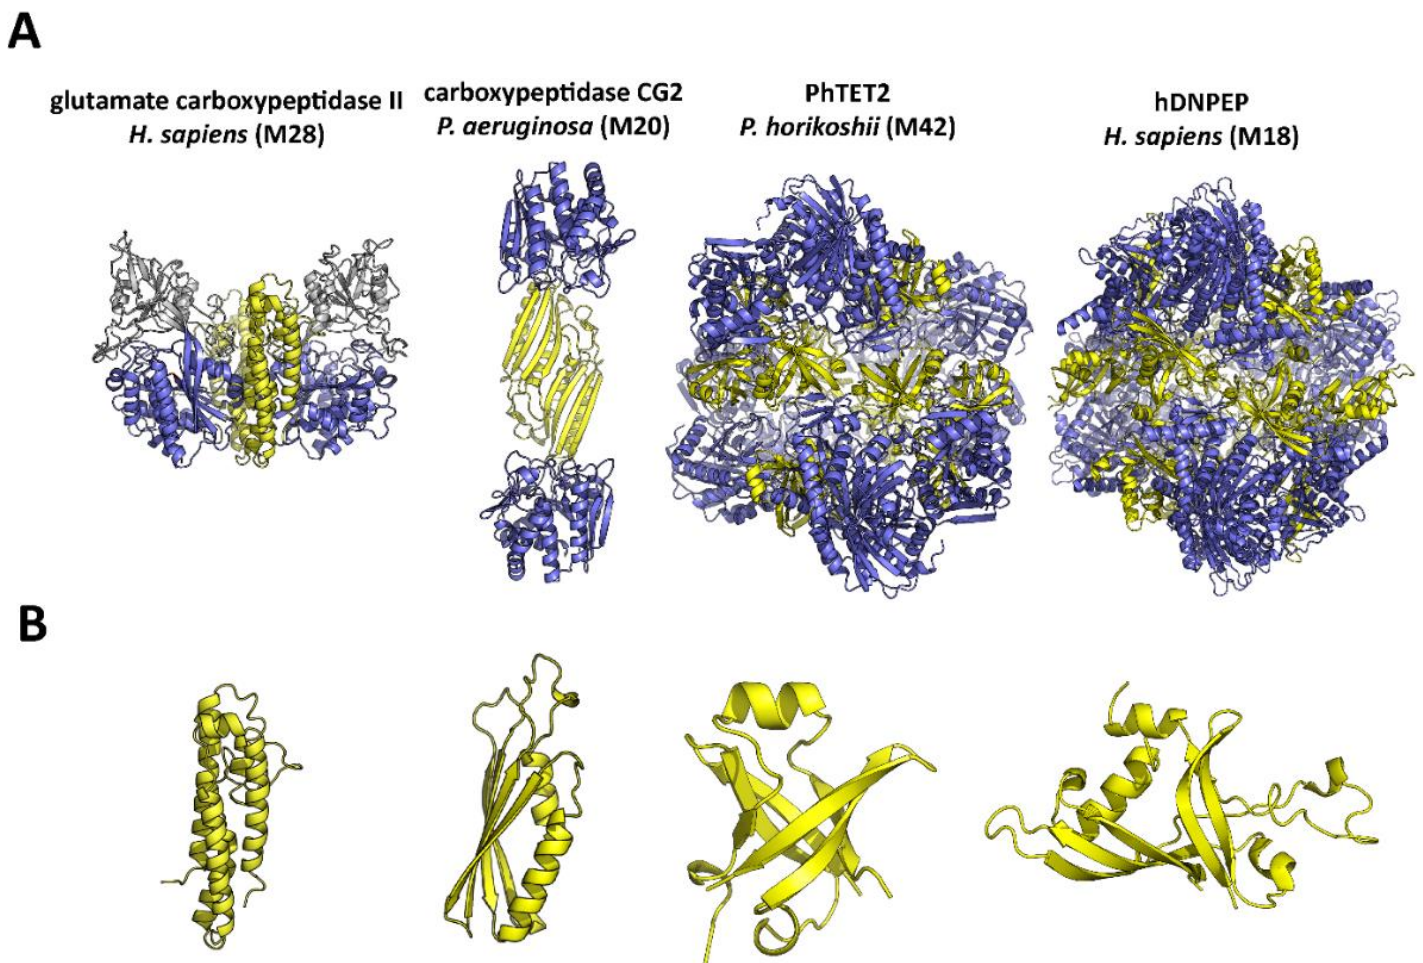 A
glutamate carboxypeptidase II
H. sapiens (M28)
carboxypeptidase CG2
P. aeruginosa (M20)
PhTET2
P. horikoshii (M42)
hDNPEP
H. sapiens (M18)
B